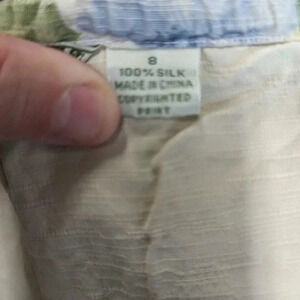 8
100% SILK
MADE IN CHINA
COPYRIGHTED
PRINT